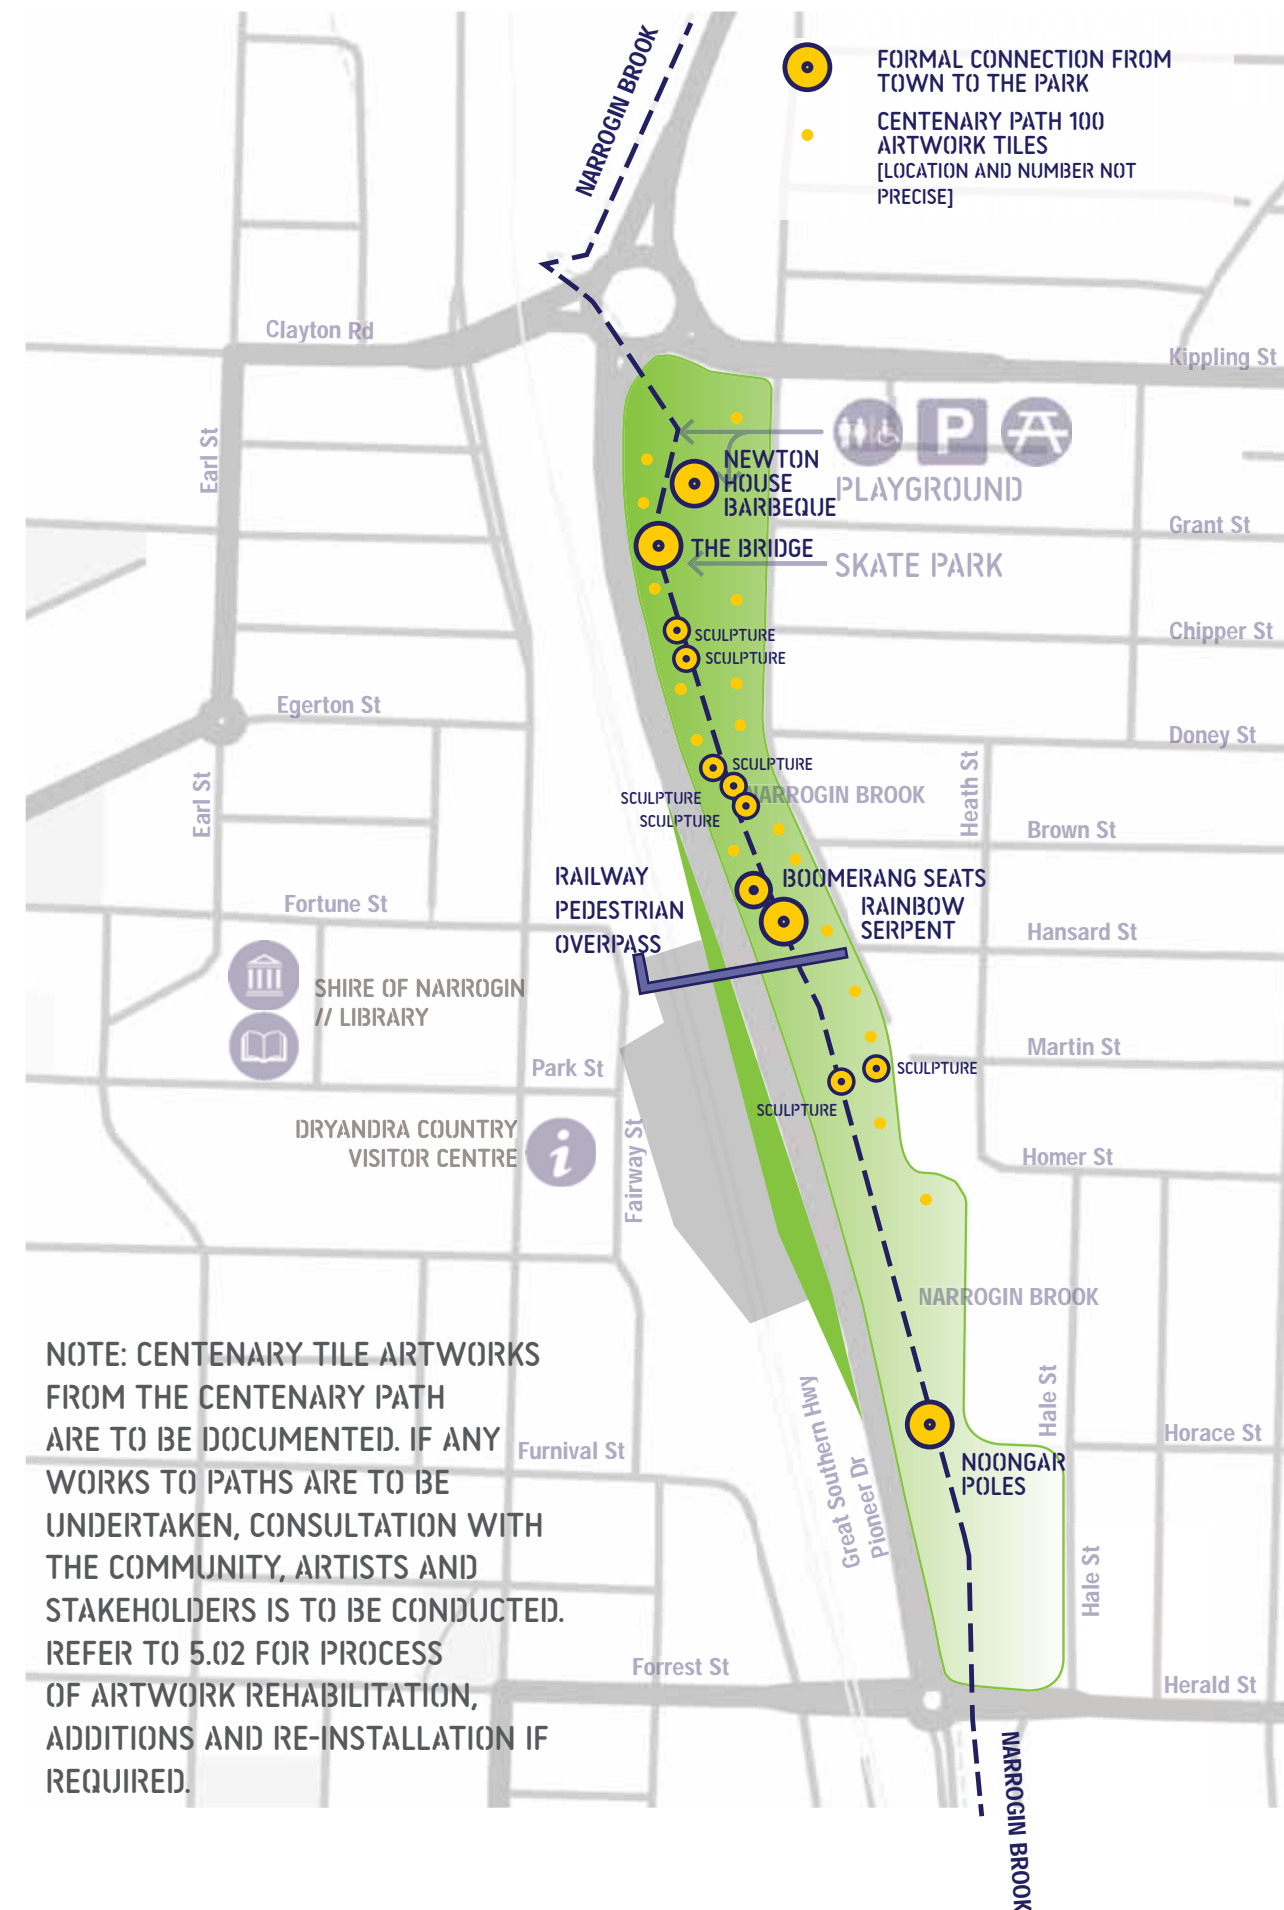 NARROGIN BROOK
FORMAL CONNECTION FROM
TOWN TO THE PARK
CENTENARY PATH 100
ARTWORK TILES
[LOCATION AND NUMBER NOT
PRECISE]
Clayton Rd
Kippling St
Earl St
P
NEWTON
HOUSE
BARBEQUE
PLAYGROUND
Grant St
THE BRIDGE
SKATE PARK
Chipper St
SCULPTURE
SCULPTURE
Egerton St
Doney St
Heath St
SCULPTURE
SCULPTURE
SCULPTURE
NARROGIN BROOK
Earl St
Brown St
RAILWAY
PEDESTRIAN
OVERPASS
BOOMERANG SEATS
RAINBOW
SERPENT
Fortune St
Hansard St
SHIRE OF NARROGIN
// LIBRARY
Martin St
Park St
SCULPTURE
SCULPTURE
DRYANDRA COUNTRY
VISITOR CENTRE
i
Fairway St
Homer St
NARROGIN BROOK
NOTE: CENTENARY TILE ARTWORKS
FROM THE CENTENARY PATH
ARE TO BE DOCUMENTED. IF ANY
WORKS TO PATHS ARE TO BE
UNDERTAKEN, CONSULTATION WITH
THE COMMUNITY, ARTISTS AND
STAKEHOLDERS IS TO BE CONDUCTED.
REFER TO 5.02 FOR PROCESS
OF ARTWORK REHABILITATION,
ADDITIONS AND RE-INSTALLATION IF
REQUIRED.
Great Southern Hwy
Pioneer Dr
Hale St
Horace St
Furnival St
NOONGAR
POLES
Hale St
Forrest St
Herald St
NARROGIN BROOK